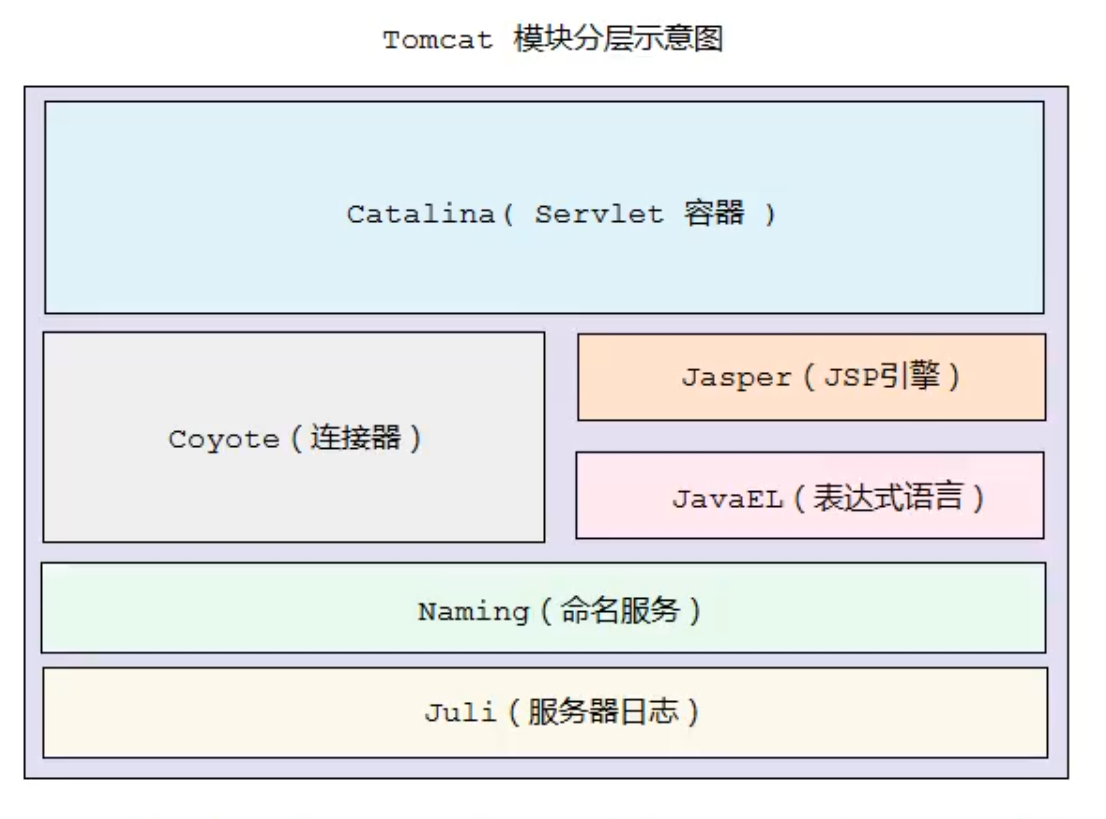 Tomcat 模块分层示意图
Catalina( Servlet 容器 )
Coyote（连接器）
Jasper（JSP引擎）
JavaEL（表达式语言）
Naming（命名服务）
Juli（服务器日志）